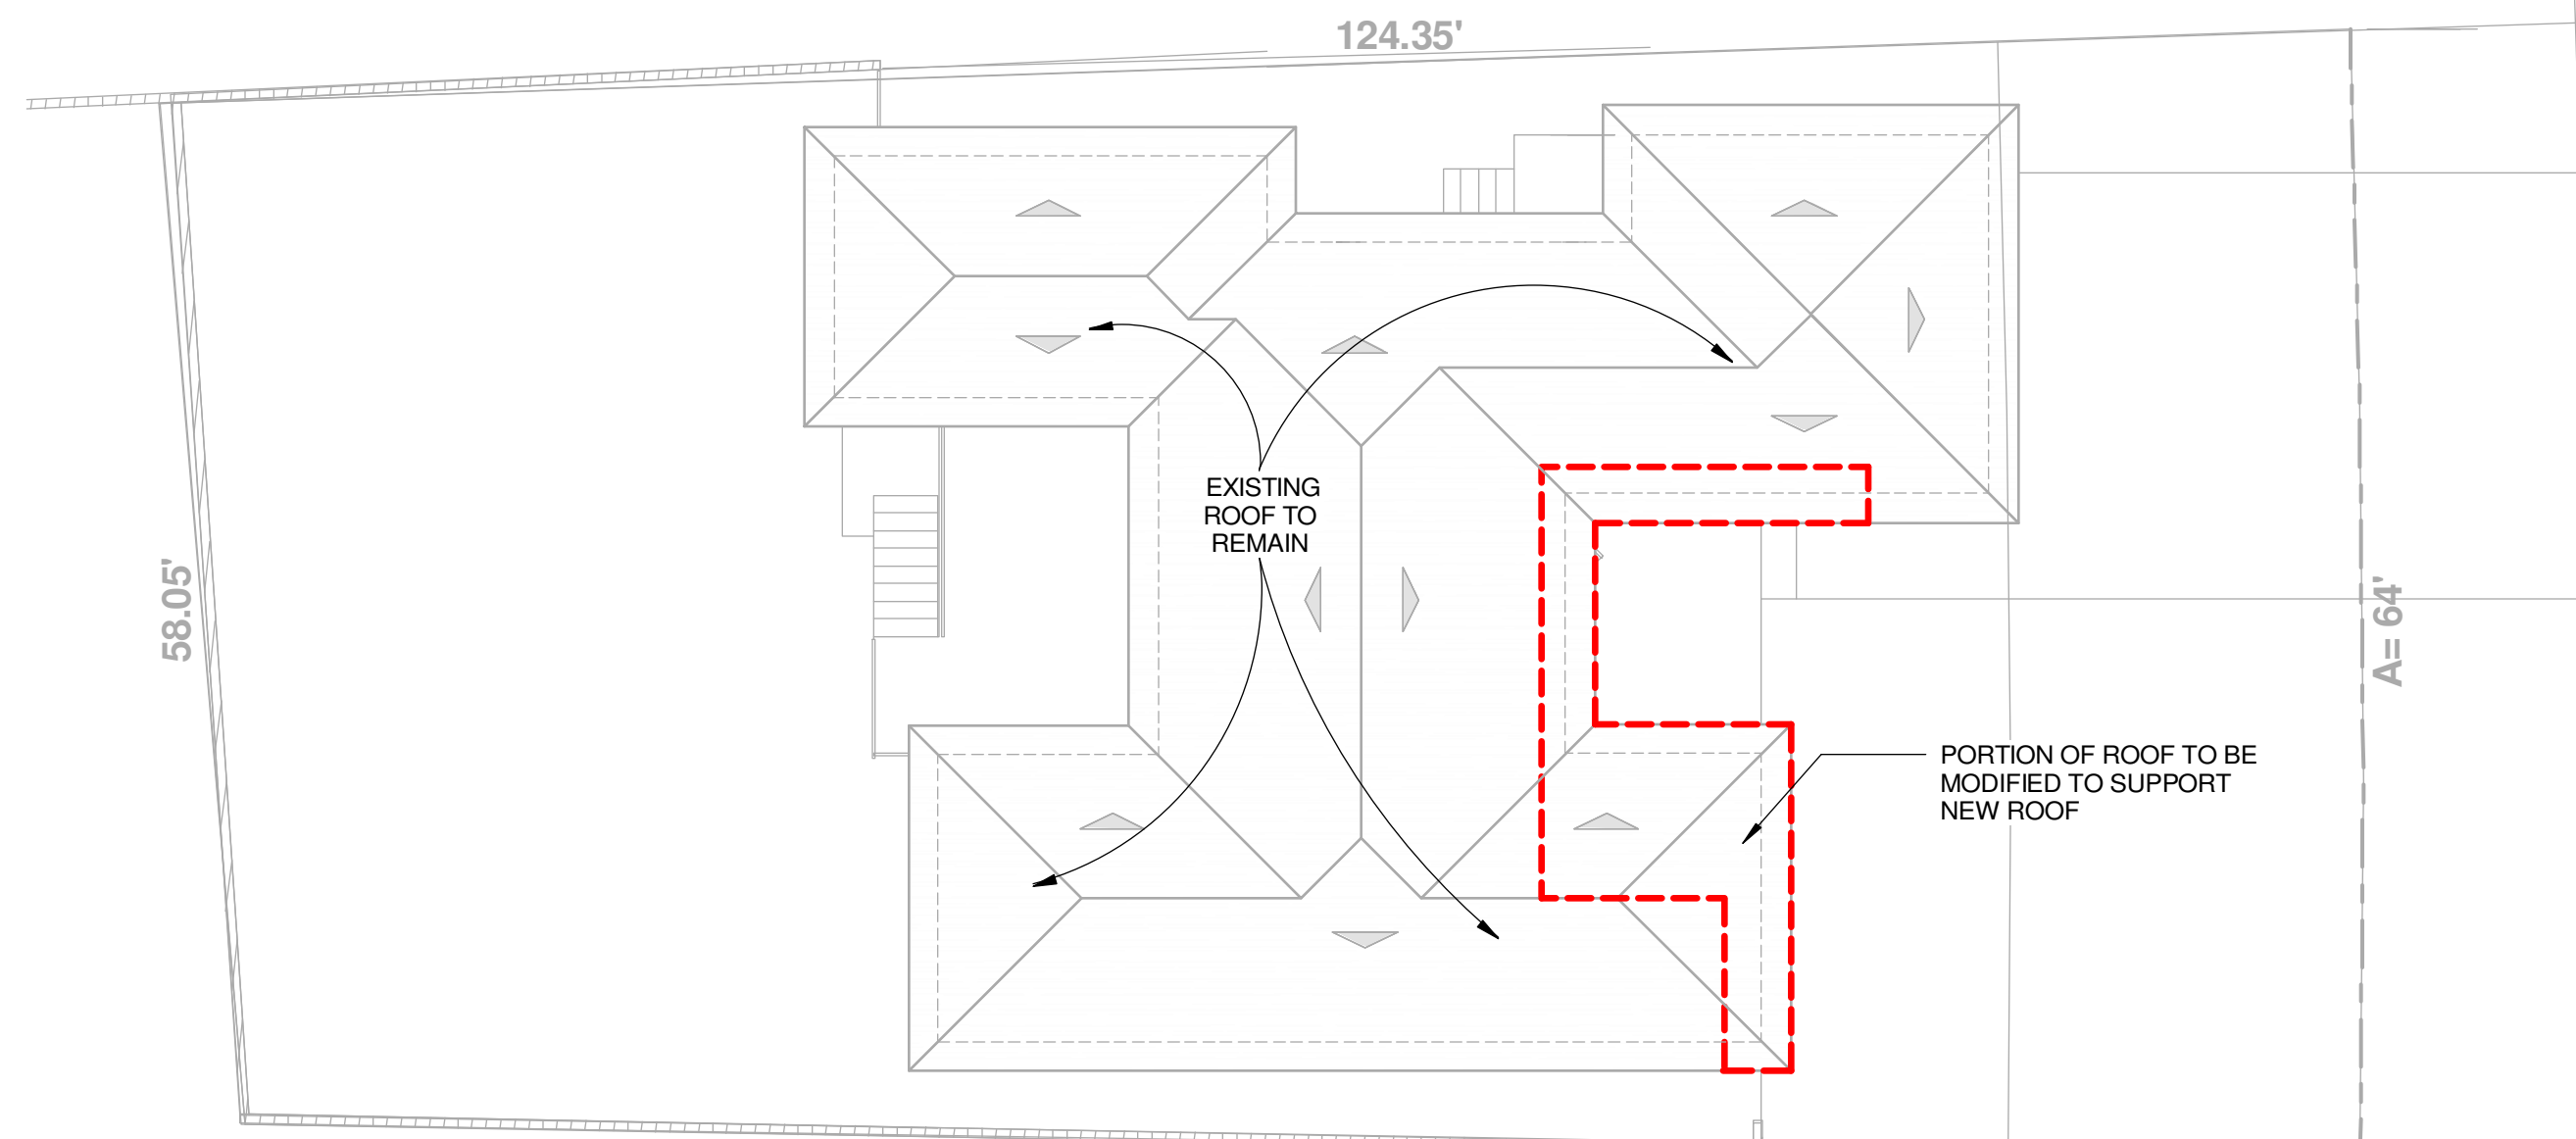 124.35'
EXISTING
ROOF TO
REMAIN
58.05'
A= 64'
PORTION OF ROOF TO BE
MODIFIED TO SUPPORT
NEW ROOF